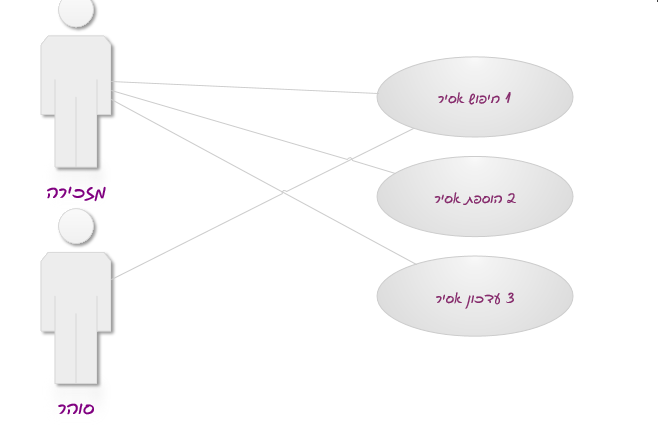 1 חיפוש אסיר
מזכירה
2 הוספת אסיר
3 עדכון אסיר
סוהר